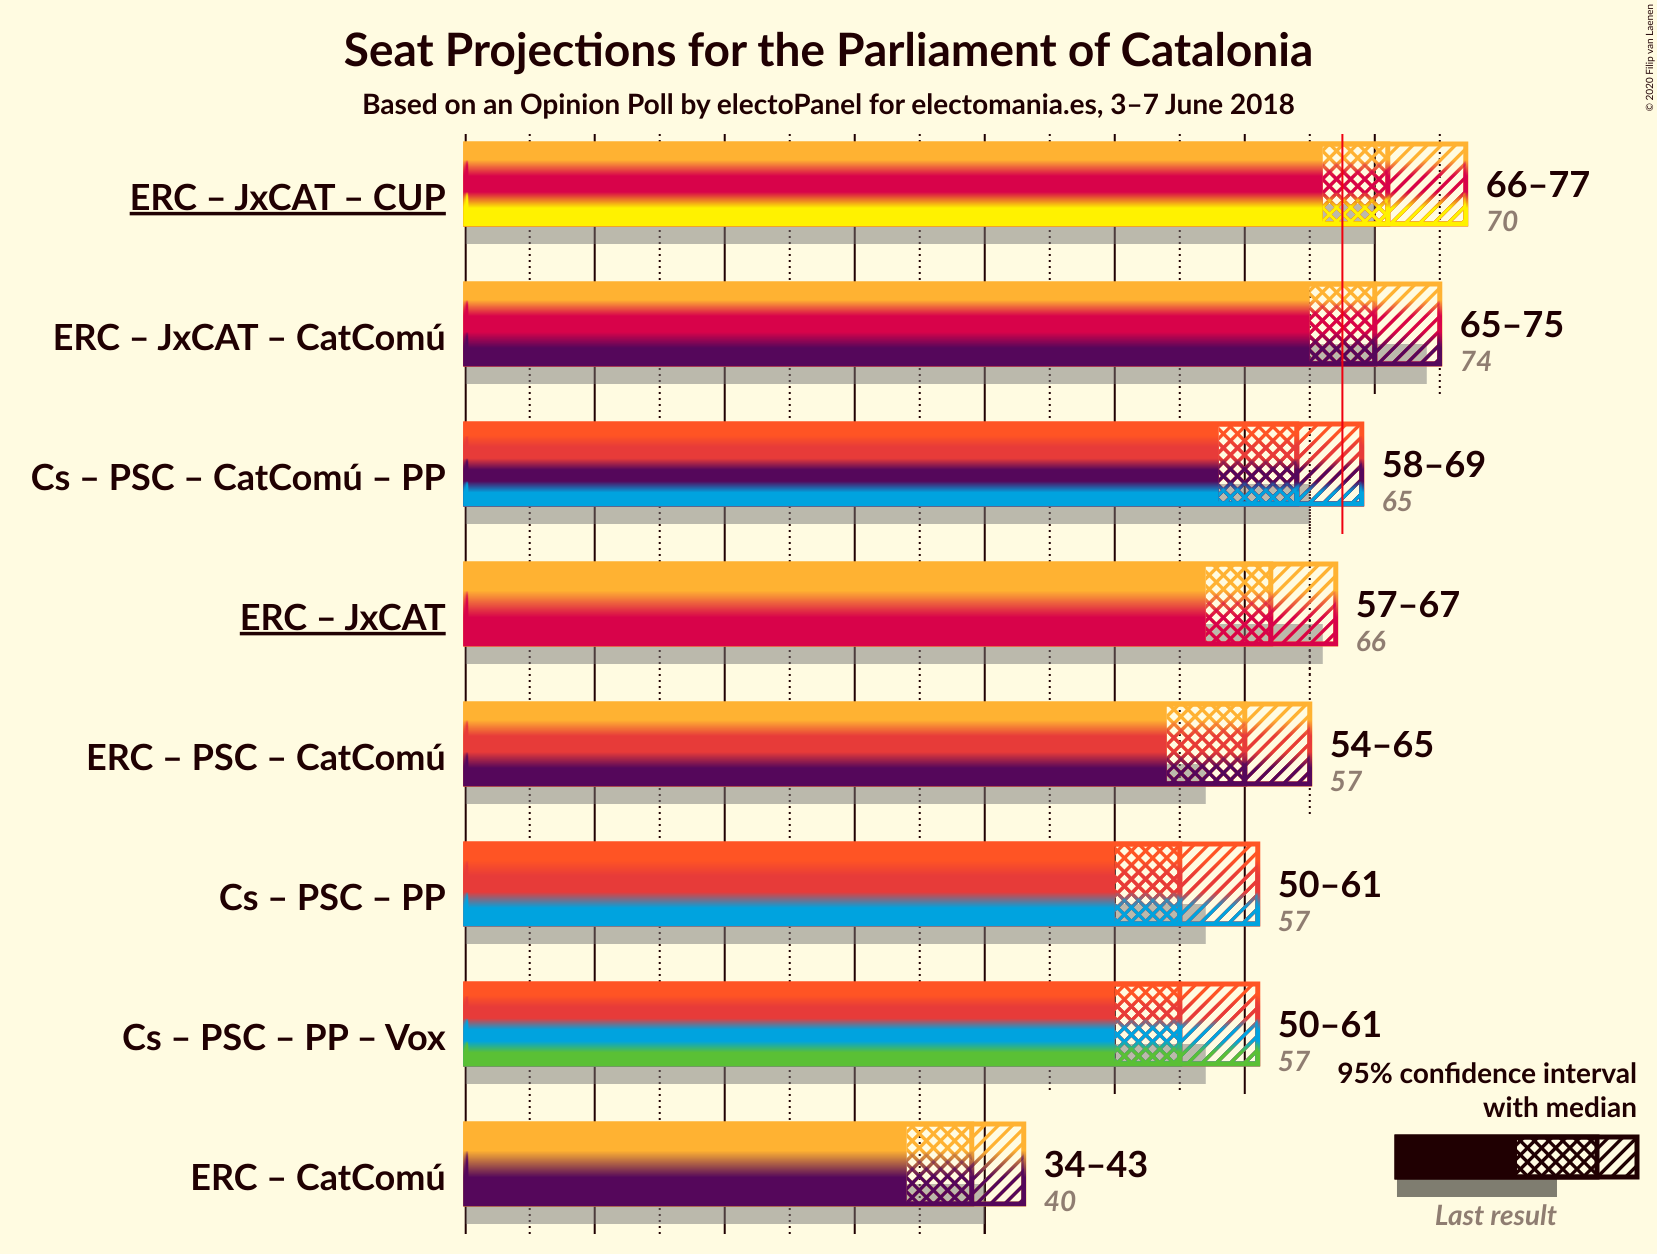 Seat Projections for the Parliament of Catalonia
Based on an Opinion Poll by electoPanel for electomania.es, 3–7 June 2018
© 2020 Filip van Laenen
ERC – JxCAT – CUP
66–77
70
ERC – JxCAT – CatComú
65–75
74
Cs – PSC – CatComú – PP
58–69
65
ERC – JxCAT
57–67
66
ERC – PSC – CatComú
54–65
57
Cs – PSC – PP
50–61
57
Cs – PSC – PP – Vox
50–61
57
ERC – CatComú
34–43
40
95% confidence interval
with median
Last result